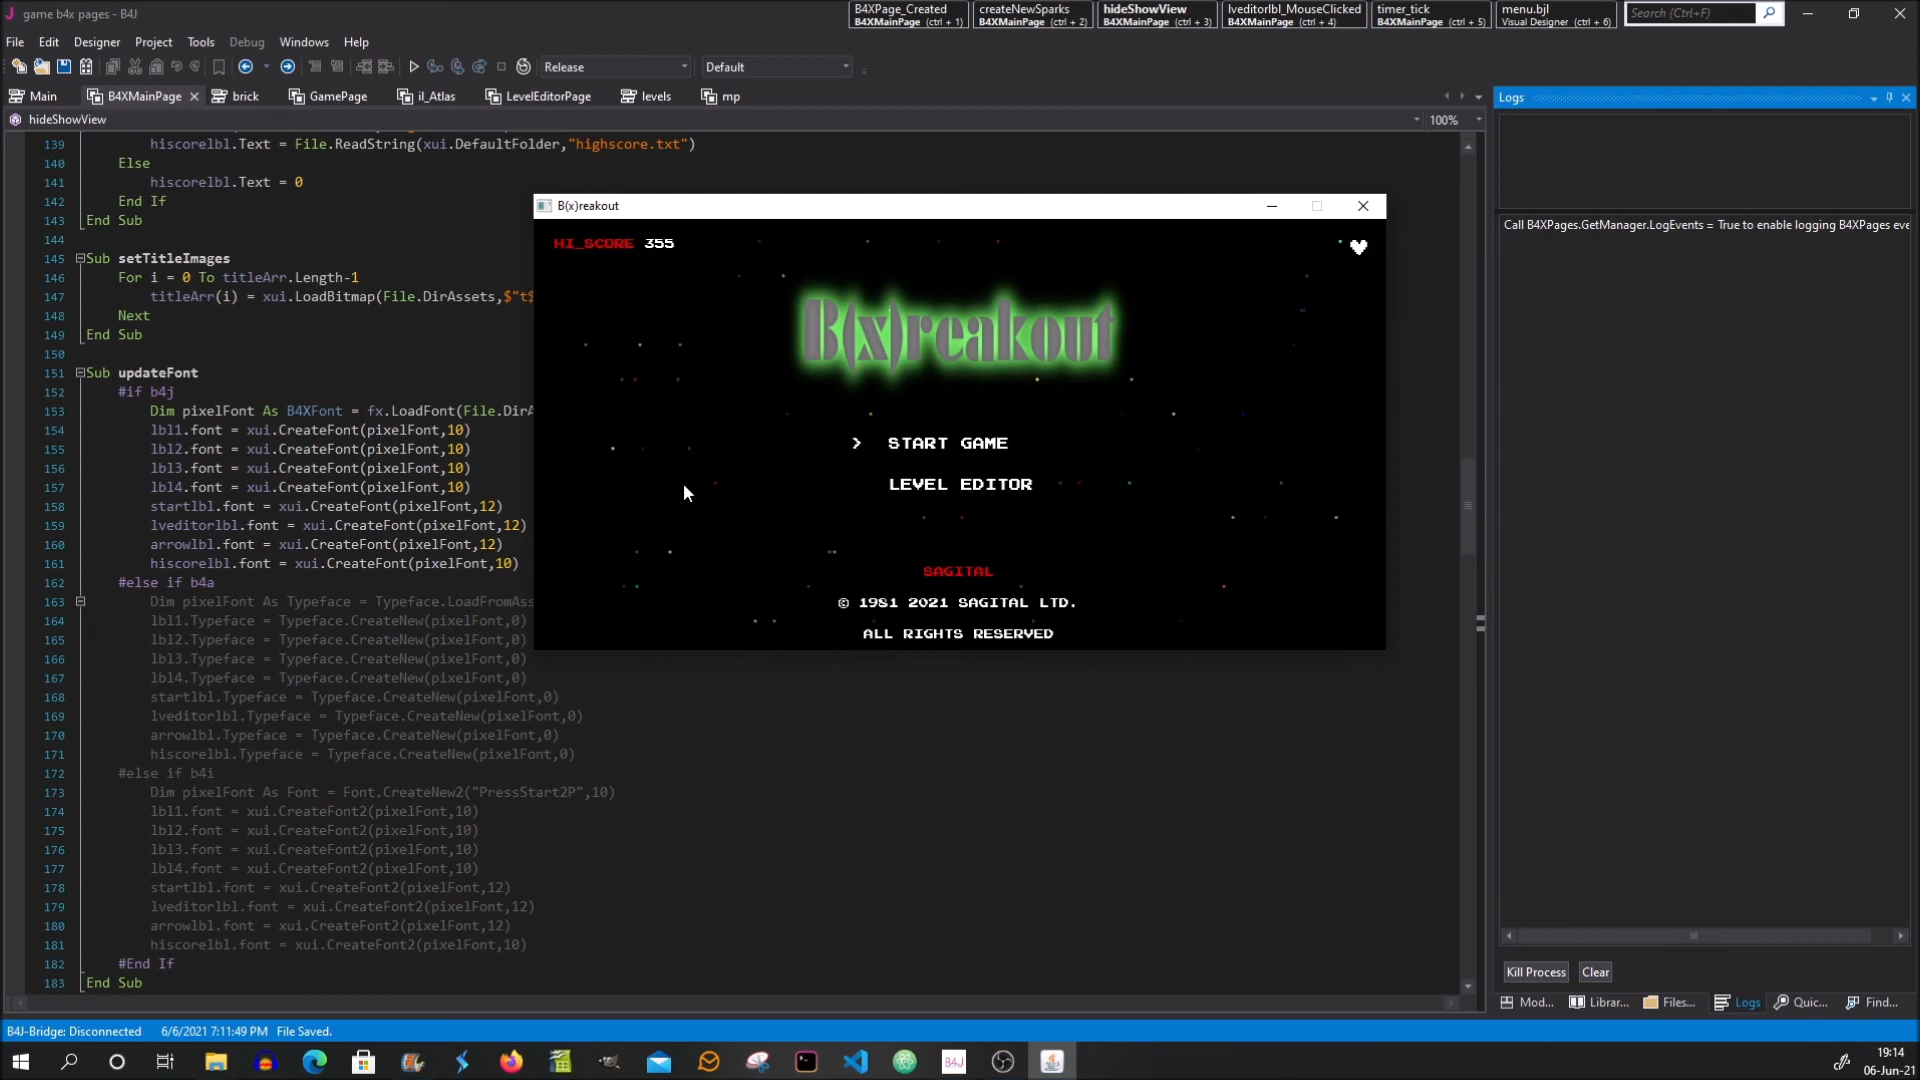 game b4x pages - B4J
B4XPage_Created
B4XMainPage (ctrl + 1)
createNewSparks
B4XMainPage (ctrl + 2)
hideShowView
B4XMainPage (ctrl + 3)
lveditorlbl_MouseClicked
B4XMainPage (ctrl + 4)
timer_tick
B4XMainPage (ctrl + 5)
menu.bjl
Visual Designer (ctrl + 6)
Search (Ctrl+F)
File Edit Designer Project Tools Debug Windows Help
Release
Default
Main B4XMainPage brick GamePage il_Atlas LevelEditorPage levels mp
hideShowView
100%
139 hiscorelbl.Text = File.ReadString(xui.DefaultFolder,"highscore.txt")
140 Else
141 hiscorelbl.Text = 0
142 End If
143 End Sub
144
145 Sub setTitleImages
146 For i = 0 To titleArr.Length-1
147 titleArr(i) = xui.LoadBitmap(File.DirAssets,$"t$
148 Next
149 End Sub
150
151 Sub updateFont
152 #if b4j
153 Dim pixelFont As B4XFont = fx.LoadFont(File.DirA
154 lbl1.font = xui.CreateFont(pixelFont,10)
155 lbl2.font = xui.CreateFont(pixelFont,10)
156 lbl3.font = xui.CreateFont(pixelFont,10)
157 lbl4.font = xui.CreateFont(pixelFont,10)
158 startlbl.font = xui.CreateFont(pixelFont,12)
159 lveditorlbl.font = xui.CreateFont(pixelFont,12)
160 arrowlbl.font = xui.CreateFont(pixelFont,12)
161 hiscorelbl.font = xui.CreateFont(pixelFont,10)
162 #else if b4a
163 Dim pixelFont As Typeface = Typeface.LoadFromAss
164 lbl1.Typeface = Typeface.CreateNew(pixelFont,0)
165 lbl2.Typeface = Typeface.CreateNew(pixelFont,0)
166 lbl3.Typeface = Typeface.CreateNew(pixelFont,0)
167 lbl4.Typeface = Typeface.CreateNew(pixelFont,0)
168 startlbl.Typeface = Typeface.CreateNew(pixelFont,0)
169 lveditorlbl.Typeface = Typeface.CreateNew(pixelFont,0)
170 arrowlbl.Typeface = Typeface.CreateNew(pixelFont,0)
171 hiscorelbl.Typeface = Typeface.CreateNew(pixelFont,0)
172 #else if b4i
173 Dim pixelFont As Font = Font.CreateNew2("PressStart2P",10)
174 lbl1.font = xui.CreateFont2(pixelFont,10)
175 lbl2.font = xui.CreateFont2(pixelFont,10)
176 lbl3.font = xui.CreateFont2(pixelFont,10)
177 lbl4.font = xui.CreateFont2(pixelFont,10)
178 startlbl.font = xui.CreateFont2(pixelFont,12)
179 lveditorlbl.font = xui.CreateFont2(pixelFont,12)
180 arrowlbl.font = xui.CreateFont2(pixelFont,12)
181 hiscorelbl.font = xui.CreateFont2(pixelFont,10)
182 #End If
183 End Sub
B(x)reakout
HI_SCORE 355
B(x)reakout
> START GAME
LEVEL EDITOR
SAGITAL
© 1981 2021 SAGITAL LTD.
ALL RIGHTS RESERVED
Logs
Call B4XPages.GetManager.LogEvents = True to enable logging B4XPages eve
Kill Process Clear
Mod... Librar... Files... Logs Quic... Find...
B4J-Bridge: Disconnected 6/6/2021 7:11:49 PM File Saved.
B4J
19:14
06-Jun-21